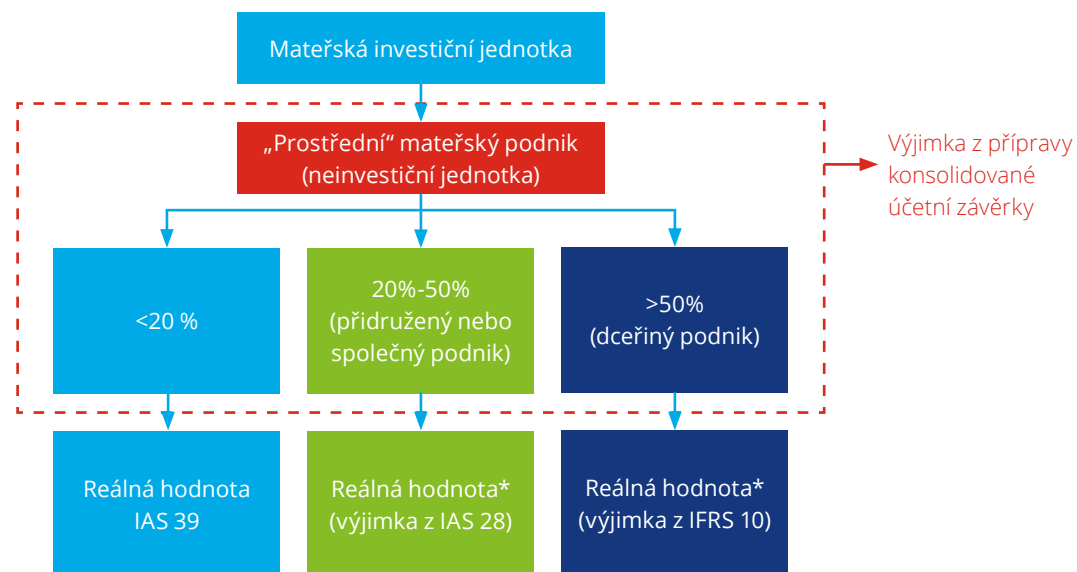 Mateřská investiční jednotka
„Prostřední“ mateřský podnik
(neinvestiční jednotka)
Výjimka z přípravy
konsolidované
účetní závěrky
<20 %
20%-50%
(přidružený nebo
společný podnik)
>50%
(dceřiný podnik)
Reálná hodnota
IAS 39
Reálná hodnota*
(výjimka z IAS 28)
Reálná hodnota*
(výjimka z IFRS 10)